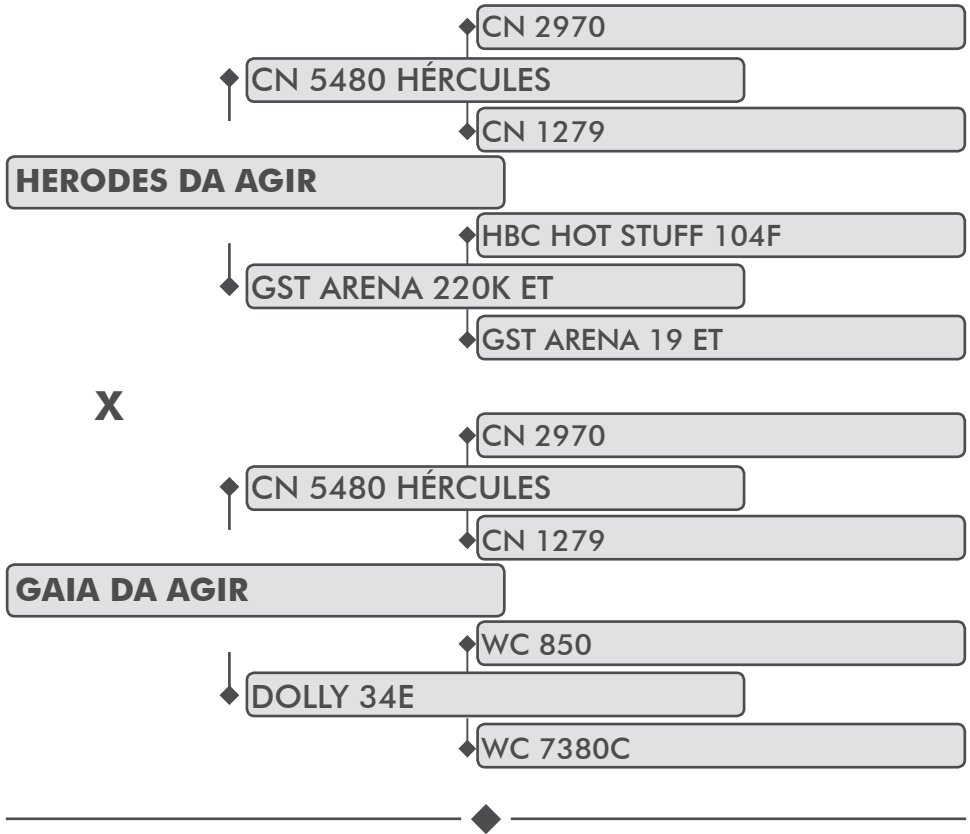 CN 2970
CN 5480 HÉRCULES
CN 1279
HERODES DA AGIR
HBC HOT STUFF 104F
GST ARENA 220K ET
GST ARENA 19 ET
X
CN 2970
CN 5480 HÉRCULES
CN 1279
GAIA DA AGIR
WC 850
DOLLY 34E
WC 7380C